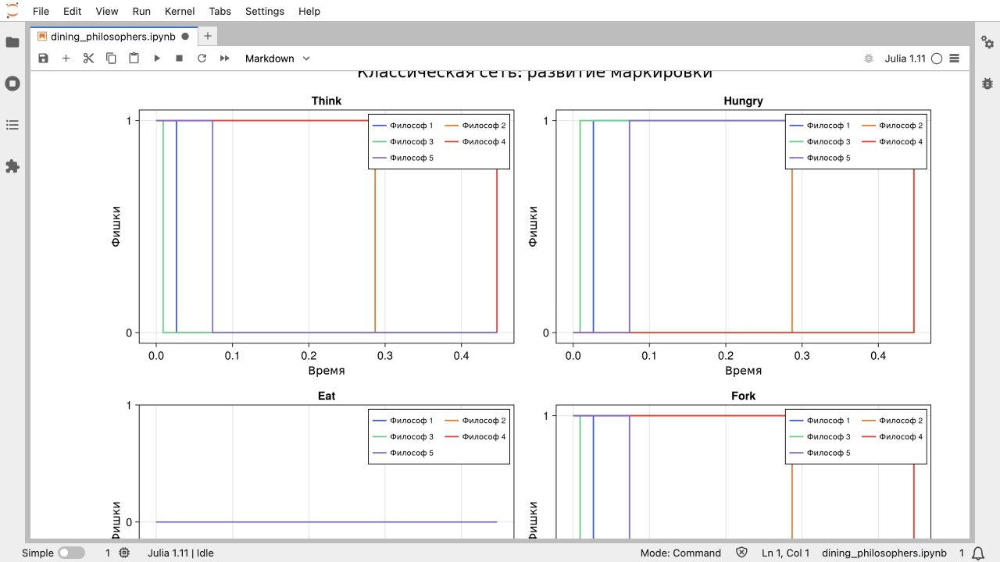 File Edit View Run Kernel Tabs Settings Help
dining_philosophers.ipynb
Markdown
Julia 1.11
Классическая сеть: развитие маркировки
Think
1
0
Фишки
0.0 0.1 0.2 0.3 0.4
Время
Философ 1 Философ 2
Философ 3 Философ 4
Философ 5
Hungry
1
0
Фишки
0.0 0.1 0.2 0.3 0.4
Время
Философ 1 Философ 2
Философ 3 Философ 4
Философ 5
Eat
1
0
Фишки
Философ 1 Философ 2
Философ 3 Философ 4
Философ 5
Fork
1
Фишки
Философ 1 Философ 2
Философ 3 Философ 4
Философ 5
Simple 1 Julia 1.11 | Idle Mode: Command Ln 1, Col 1 dining_philosophers.ipynb 1